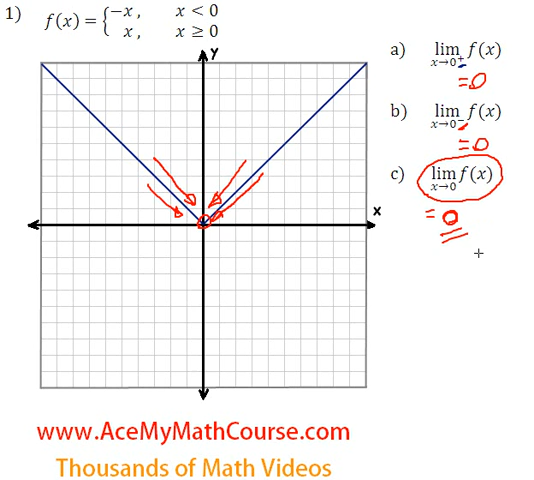 1) f(x) = { −x, x < 0
x, x ≥ 0
Y
X
a) lim f(x)
x→0+
=0
b) lim f(x)
x→0−
=0
c) lim f(x)
x→0
=0
www.AceMyMathCourse.com
Thousands of Math Videos